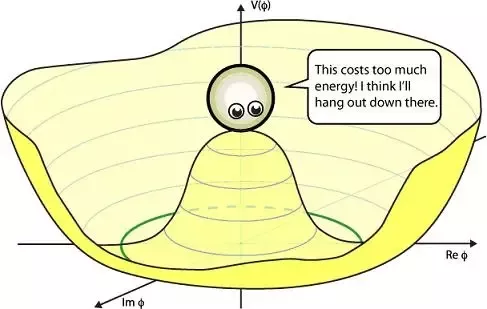 V(ϕ)
This costs too much
energy! I think I'll
hang out down there.
Re ϕ
Im ϕ